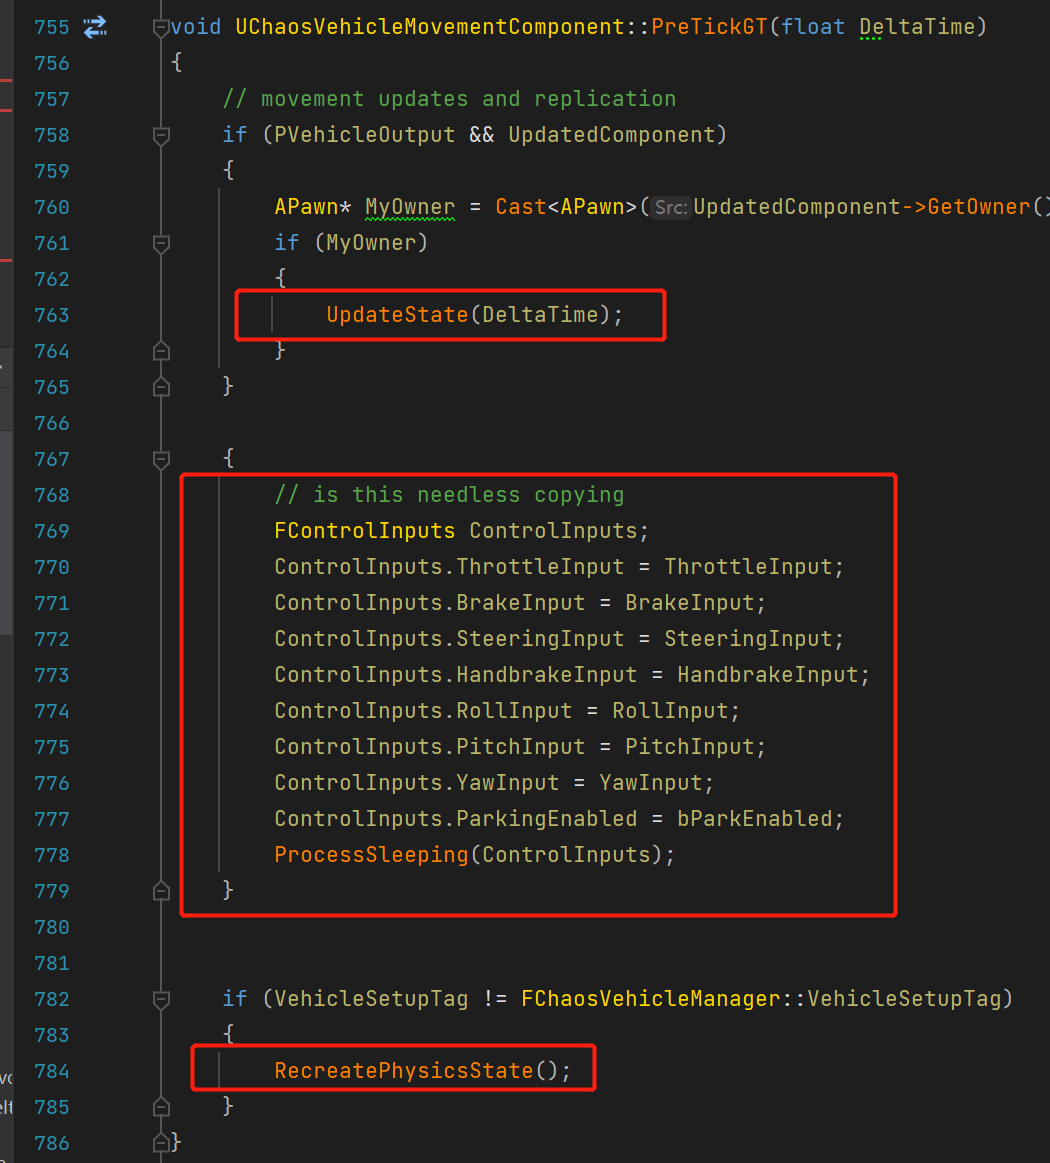 755 void UChaosVehicleMovementComponent::PreTickGT(float DeltaTime)
756 {
757 // movement updates and replication
758 if (PVehicleOutput && UpdatedComponent)
759 {
760 APawn* MyOwner = Cast<APawn>(Src:UpdatedComponent->GetOwner()
761 if (MyOwner)
762 {
763 UpdateState(DeltaTime);
764 }
765 }
766
767 {
768 // is this needless copying
769 FControlInputs ControlInputs;
770 ControlInputs.ThrottleInput = ThrottleInput;
771 ControlInputs.BrakeInput = BrakeInput;
772 ControlInputs.SteeringInput = SteeringInput;
773 ControlInputs.HandbrakeInput = HandbrakeInput;
774 ControlInputs.RollInput = RollInput;
775 ControlInputs.PitchInput = PitchInput;
776 ControlInputs.YawInput = YawInput;
777 ControlInputs.ParkingEnabled = bParkEnabled;
778 ProcessSleeping(ControlInputs);
779 }
780
781
782 if (VehicleSetupTag != FChaosVehicleManager::VehicleSetupTag)
783 {
784 RecreatePhysicsState();
785 }
786 }